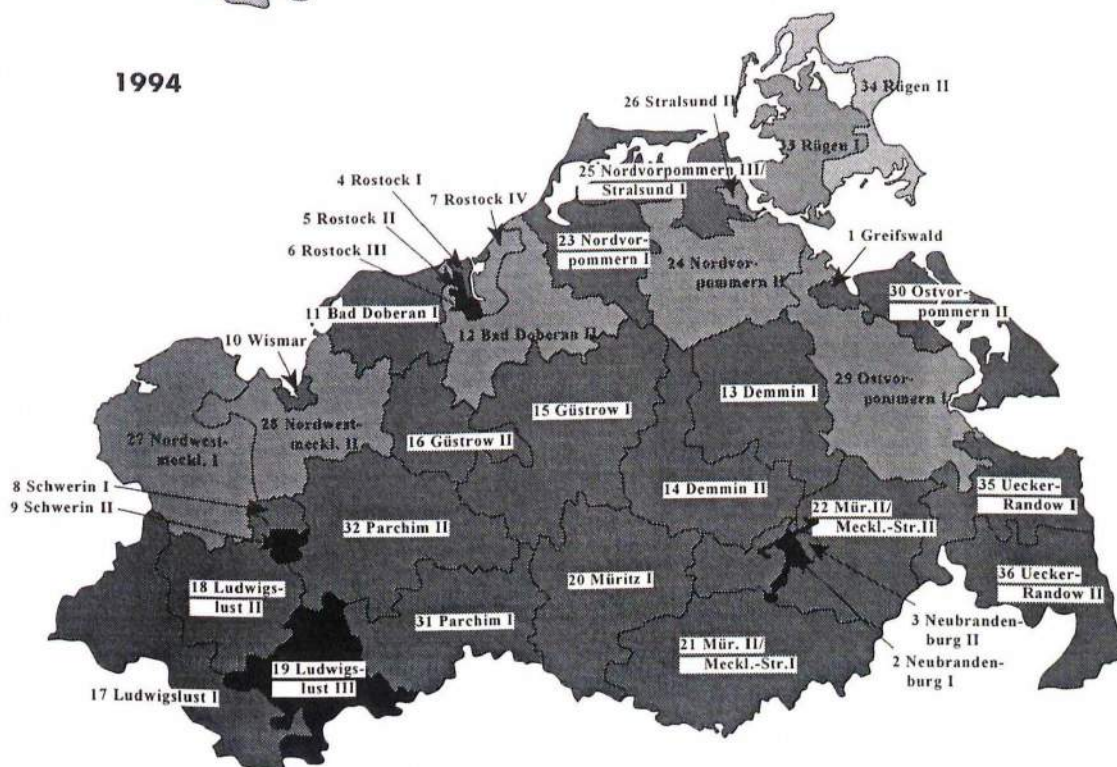 1994
26 Stralsund II
34 Rügen II
33 Rügen I
25 Nordvorpommern III/
Stralsund I
4 Rostock I
7 Rostock IV
5 Rostock II
6 Rostock III
23 Nordvor-
pommern I
24 Nordvor-
pommern II
1 Greifswald
30 Ostvor-
pommern II
11 Bad Doberan I
12 Bad Doberan II
10 Wismar
13 Demmin I
29 Ostvor-
pommern I
15 Güstrow I
28 Nordwest-
meckl. II
16 Güstrow II
27 Nordwest-
meckl. I
8 Schwerin I
9 Schwerin II
14 Demmin II
35 Uecker-
Randow I
22 Mür.II/
Meckl.-Str.II
32 Parchim II
20 Müritz I
36 Uecker-
Randow II
18 Ludwigs-
lust II
31 Parchim I
3 Neubranden-
burg II
21 Mür. II/
Meckl.-Str.I
2 Neubranden-
burg I
19 Ludwigs-
lust III
17 Ludwigslust I